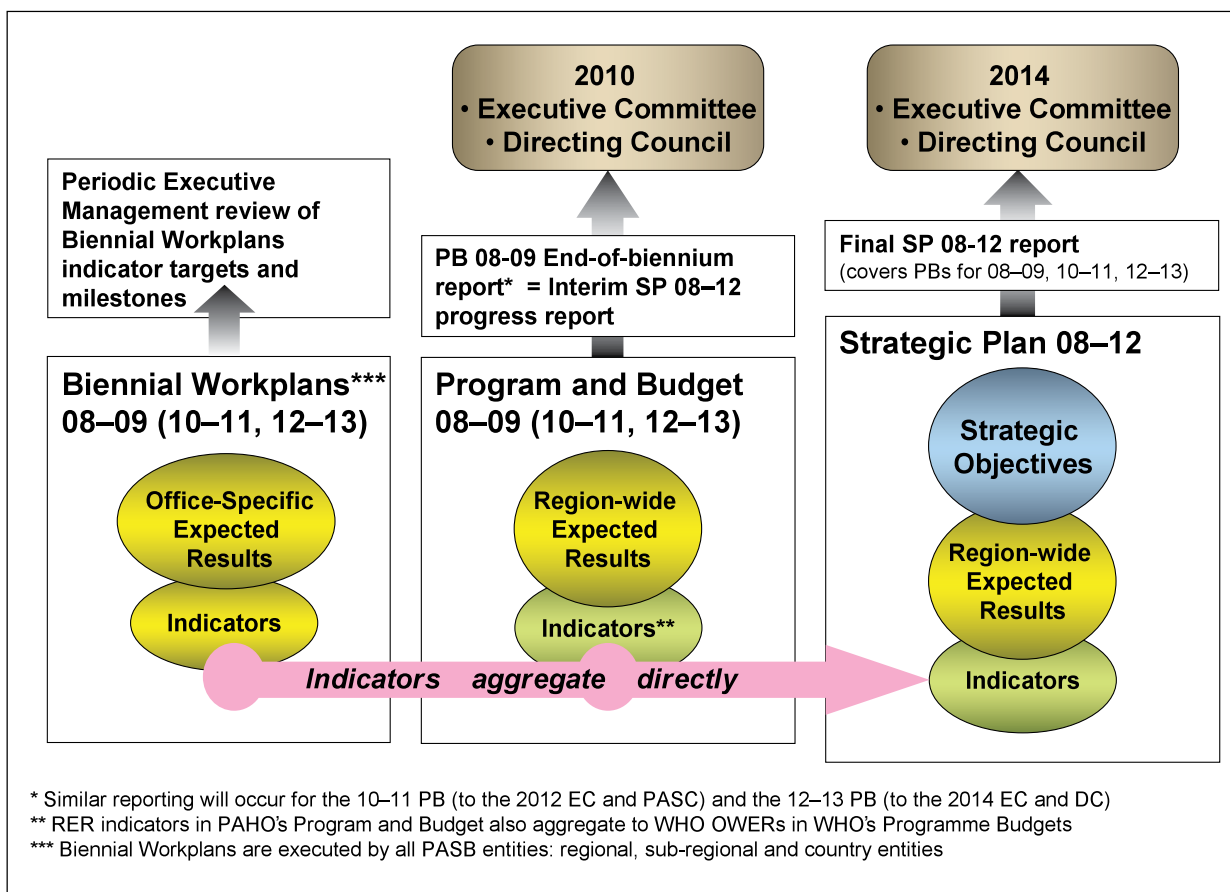 2010
• Executive Committee
• Directing Council
2014
• Executive Committee
• Directing Council
Periodic Executive
Management review of
Biennial Workplans
indicator targets and
milestones
PB 08-09 End-of-biennium
report* = Interim SP 08–12
progress report
Final SP 08-12 report
(covers PBs for 08–09, 10–11, 12–13)
Biennial Workplans***
08–09 (10–11, 12–13)
Office-Specific
Expected
Results
Indicators
Program and Budget
08–09 (10–11, 12–13)
Region-wide
Expected
Results
Indicators**
Strategic Plan 08–12
Strategic
Objectives
Region-wide
Expected
Results
Indicators
Indicators aggregate directly
* Similar reporting will occur for the 10–11 PB (to the 2012 EC and PASC) and the 12–13 PB (to the 2014 EC and DC)
** RER indicators in PAHO's Program and Budget also aggregate to WHO OWERs in WHO's Programme Budgets
*** Biennial Workplans are executed by all PASB entities: regional, sub-regional and country entities